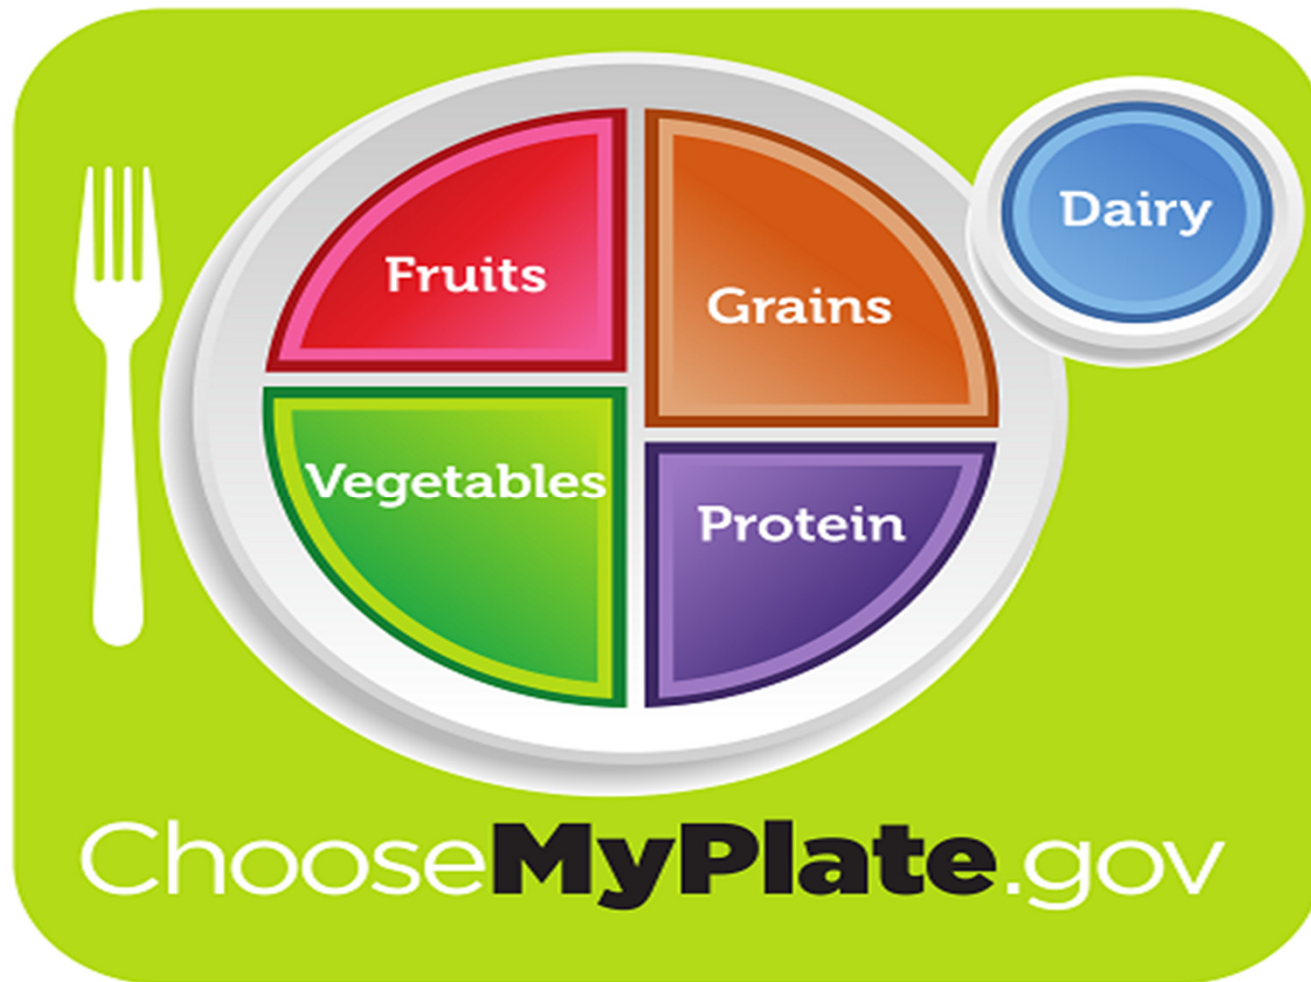 Dairy
Fruits
Grains
Vegetables
Protein
ChooseMyPlate.gov